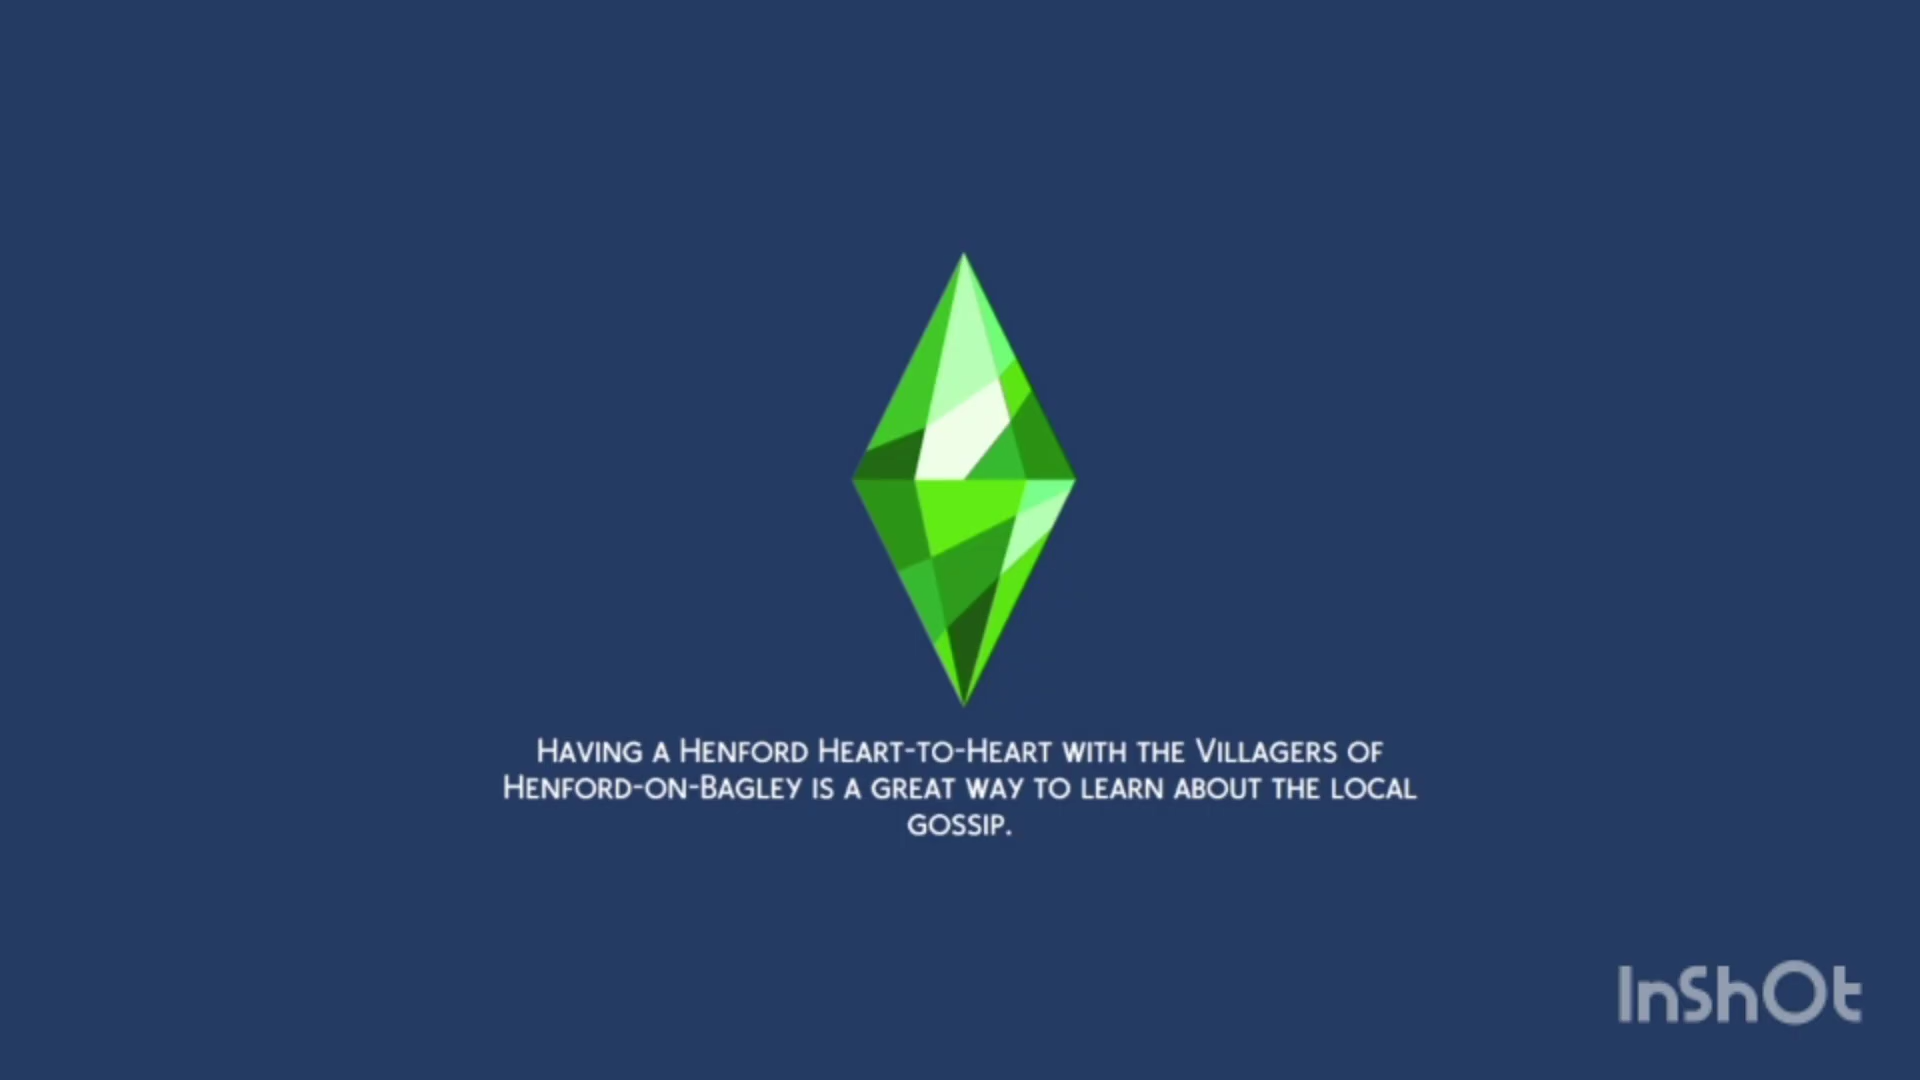 Having a Henford Heart-to-Heart with the Villagers of
Henford-on-Bagley is a great way to learn about the local
gossip.
InShOt